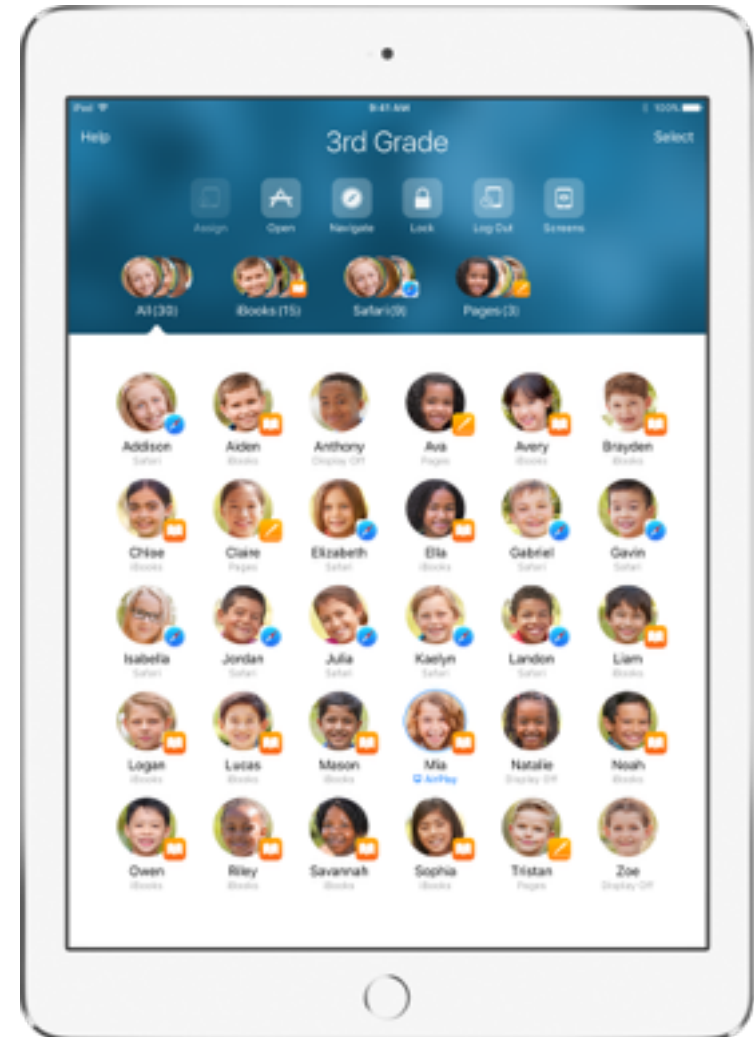 iPad 9:41 AM 100%
Help 3rd Grade Select
Assign Open Navigate Lock Log Out Screens
All (30) iBooks (15) Safari (9) Pages (3)
Addison Aiden Anthony Ava Avery Brayden
Safari iBooks Display Off Pages iBooks iBooks
Chloe Claire Elizabeth Ella Gabriel Gavin
iBooks Pages Safari iBooks Safari Safari
Isabella Jordan Julia Kaelyn Landon Liam
Safari Safari Safari Safari Safari iBooks
Logan Lucas Mason Mia Natalie Noah
iBooks iBooks iBooks AirPlay Display Off iBooks
Owen Riley Savannah Sophia Tristan Zoe
iBooks iBooks iBooks iBooks Pages Display Off